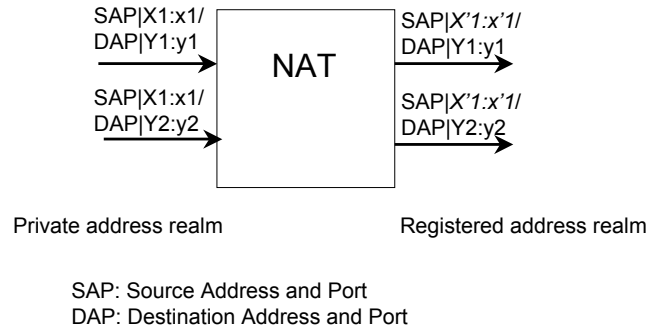 SAP|X1:x1/
DAP|Y1:y1
SAP|X1:x1/
DAP|Y2:y2
NAT
SAP|X'1:x'1/
DAP|Y1:y1
SAP|X'1:x'1/
DAP|Y2:y2
Private address realm
Registered address realm
SAP: Source Address and Port
DAP: Destination Address and Port